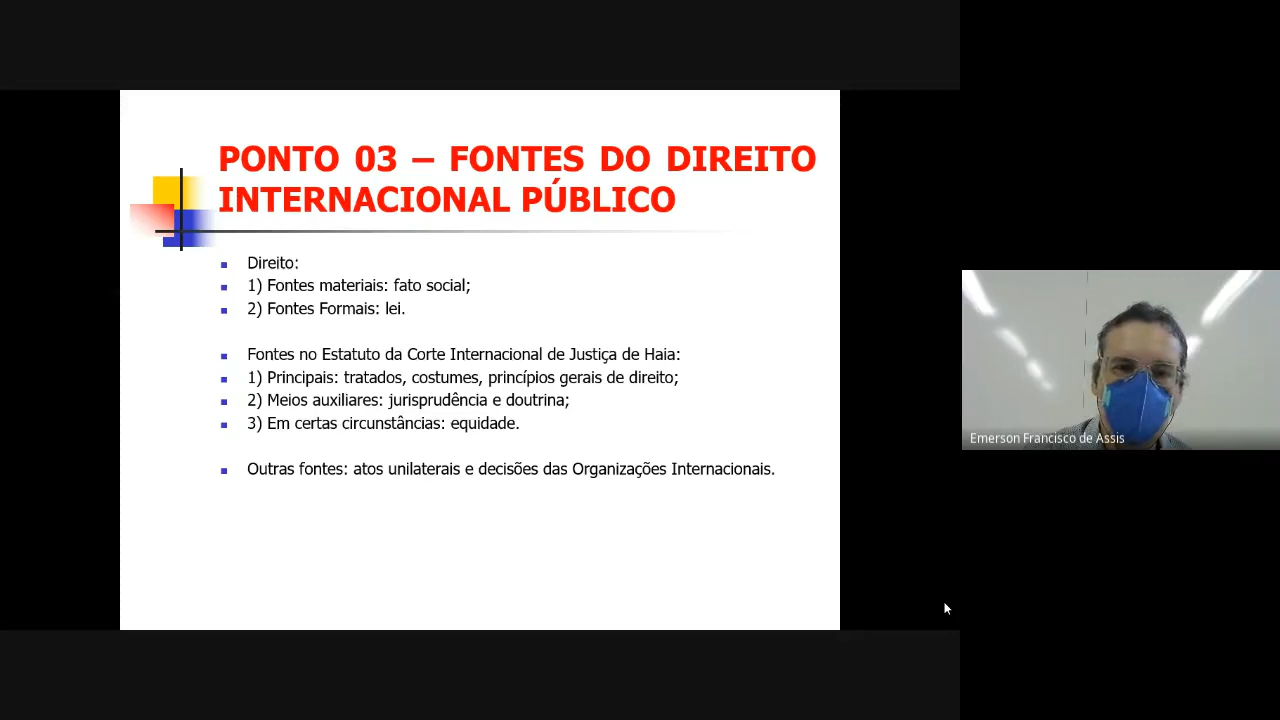 PONTO 03 – FONTES DO DIREITO
INTERNACIONAL PÚBLICO
Direito:
1) Fontes materiais: fato social;
2) Fontes Formais: lei.
Fontes no Estatuto da Corte Internacional de Justiça de Haia:
1) Principais: tratados, costumes, princípios gerais de direito;
2) Meios auxiliares: jurisprudência e doutrina;
3) Em certas circunstâncias: equidade.
Outras fontes: atos unilaterais e decisões das Organizações Internacionais.
Emerson Francisco de Assis